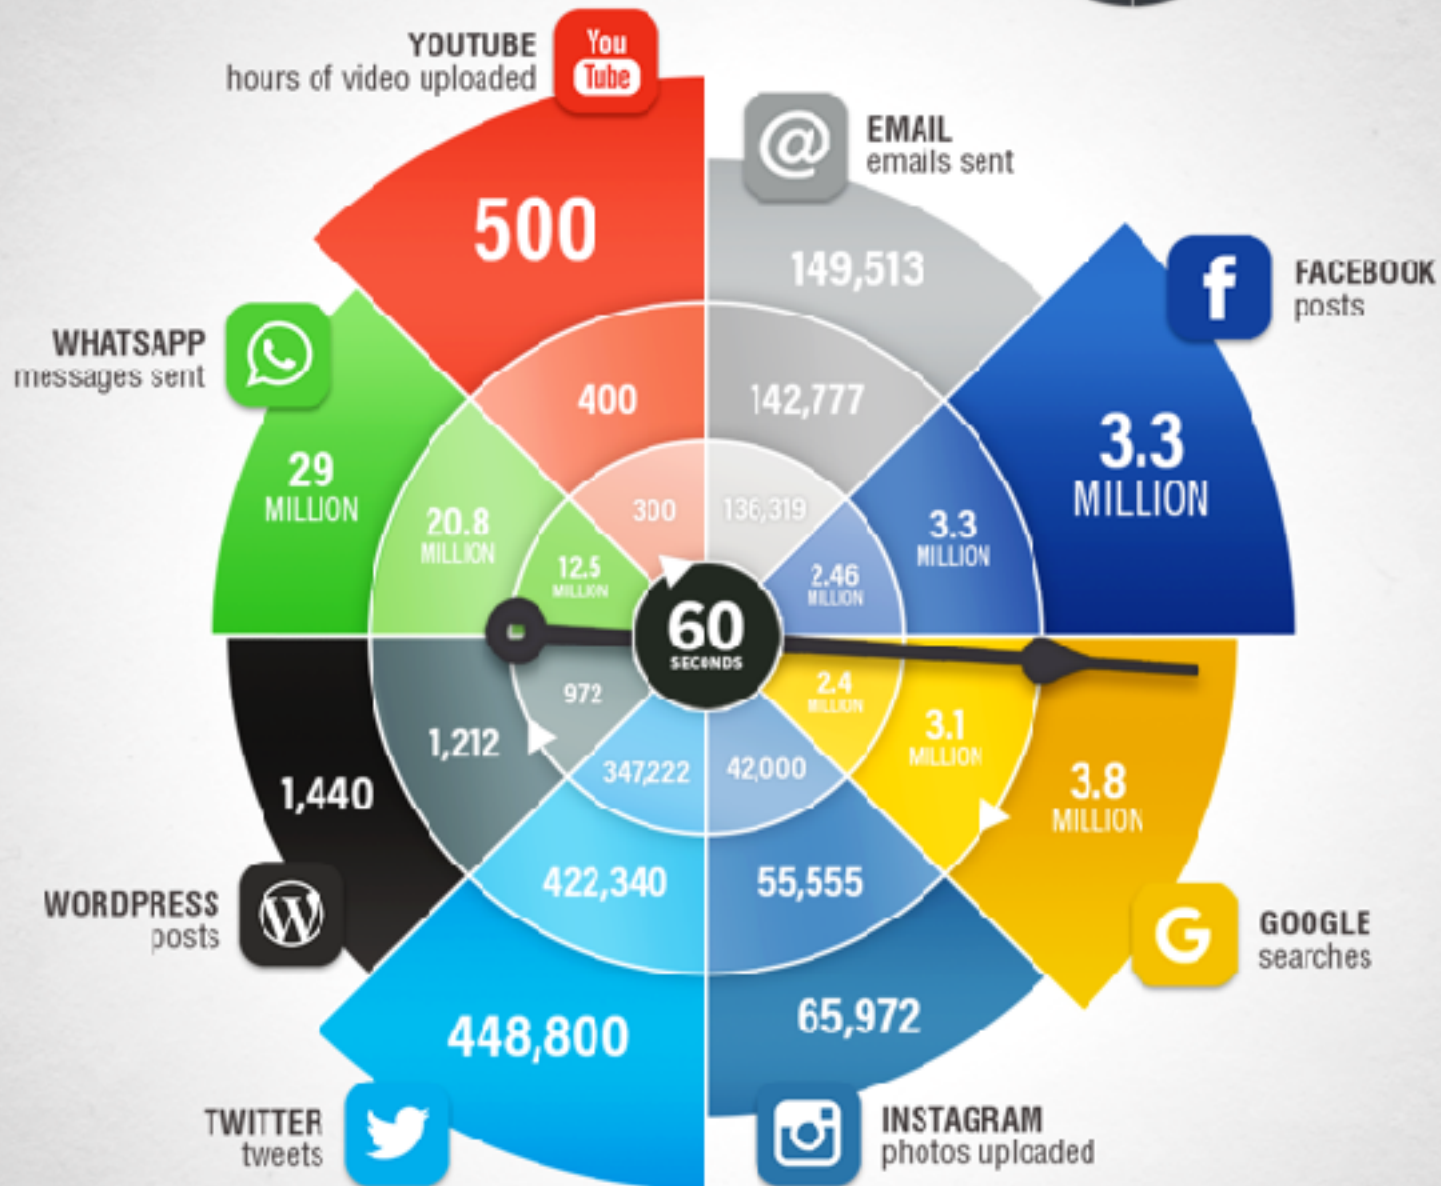 YOUTUBE
hours of video uploaded
You
Tube
@
EMAIL
emails sent
500
149,513
f
FACEBOOK
posts
WHATSAPP
messages sent
400
142,777
3.3
MILLION
29
MILLION
20.8
MILLION
300
136,319
3.3
MILLION
12.5
MILLION
2.46
MILLION
60
SECONDS
972
2.4
MILLION
1,212
3.1
MILLION
1,440
347,222
42,000
3.8
MILLION
422,340
55,555
WORDPRESS
posts
W
G
GOOGLE
searches
448,800
65,972
TWITTER
tweets
INSTAGRAM
photos uploaded